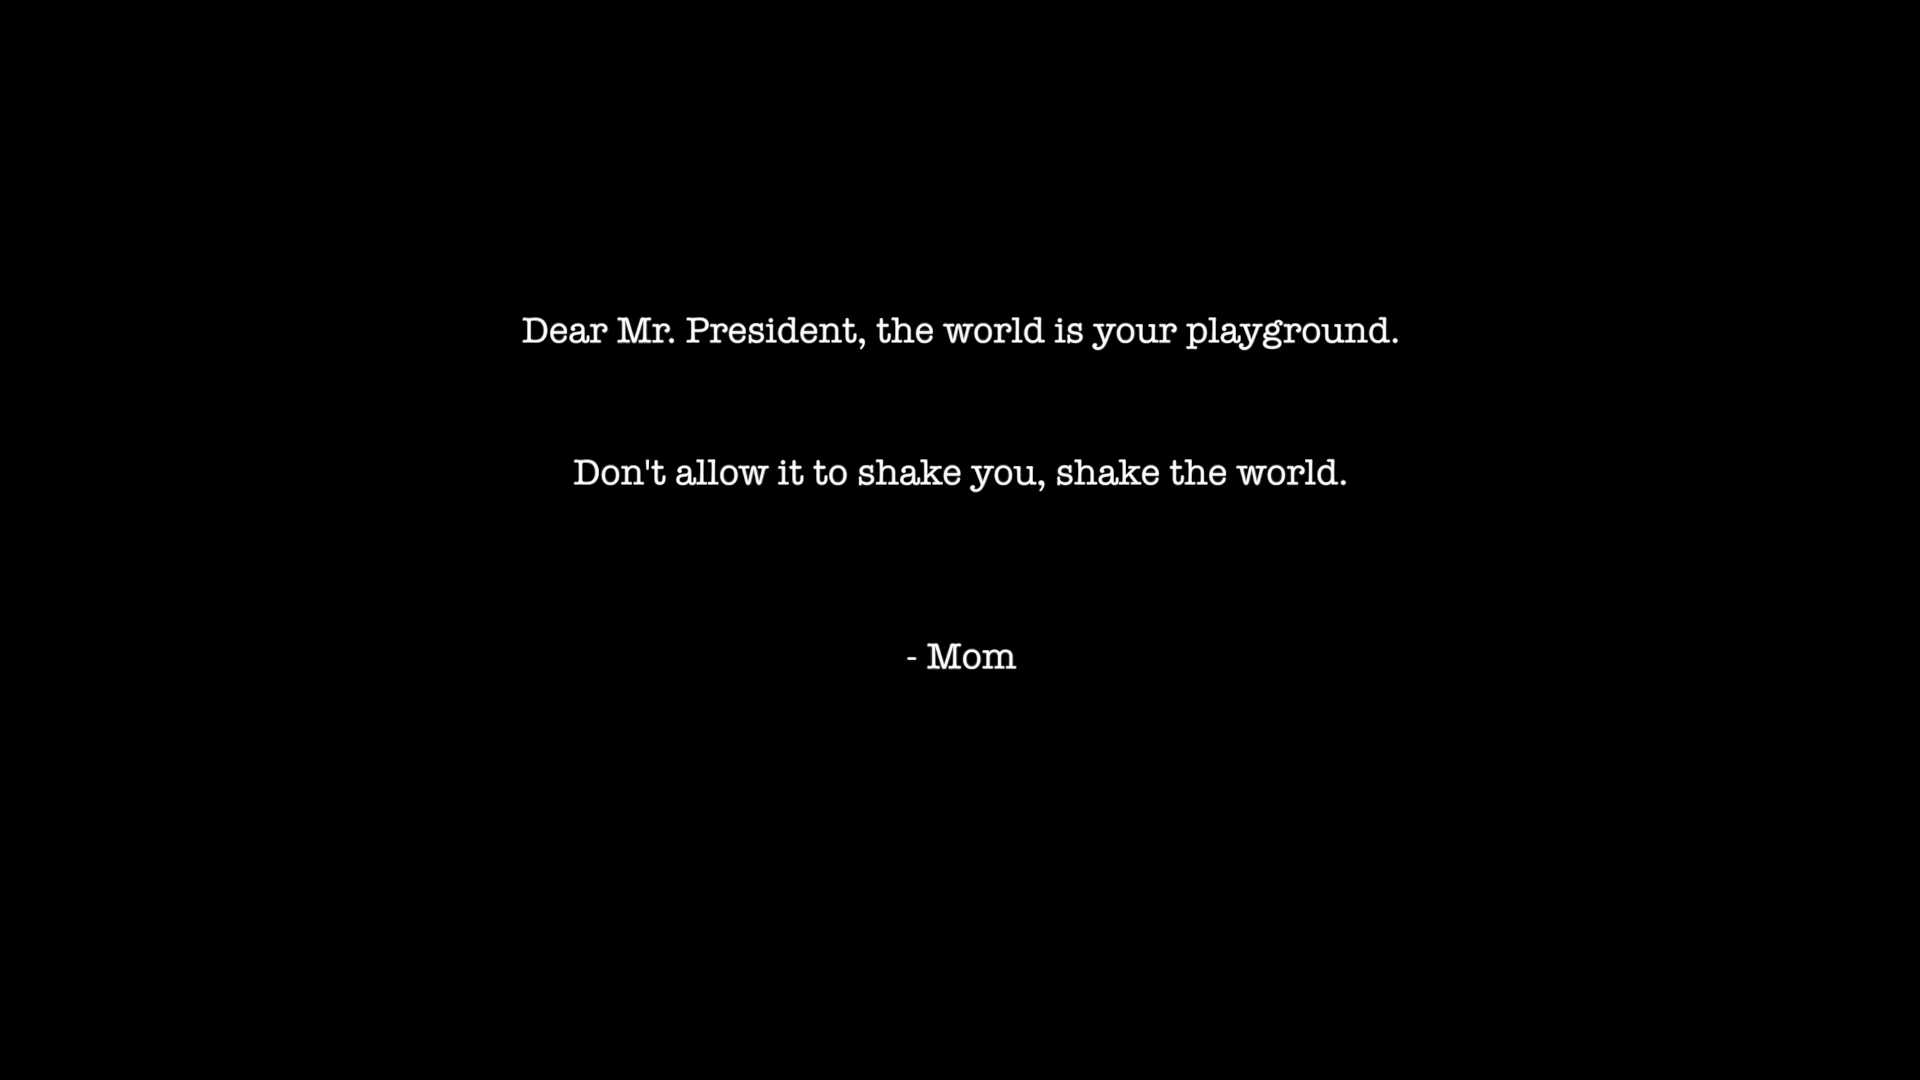 Dear Mr. President, the world is your playground.
Don't allow it to shake you, shake the world.
- Mom